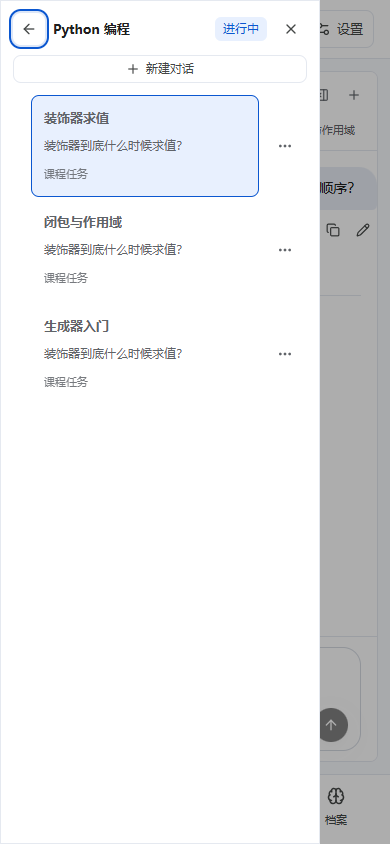 Python 编程
进行中
设置
新建对话
装饰器求值
装饰器到底什么时候求值？
课程任务
闭包与作用域
装饰器到底什么时候求值？
课程任务
生成器入门
装饰器到底什么时候求值？
课程任务
作用域
顺序？
档案